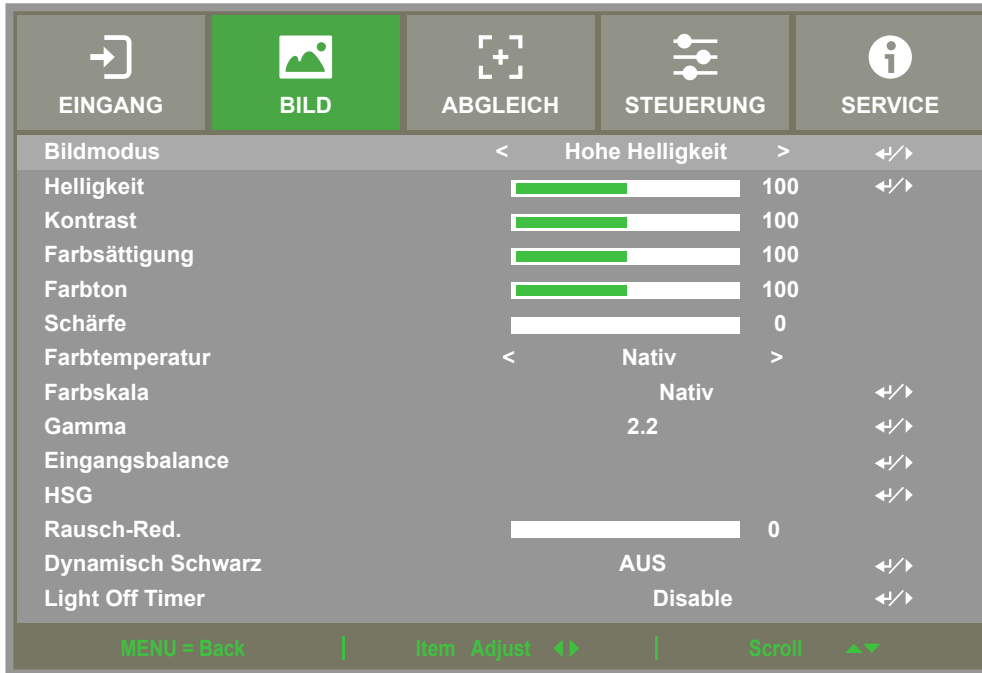 EINGANG BILD ABGLEICH STEUERUNG SERVICE
Bildmodus < Hohe Helligkeit >
Helligkeit 100
Kontrast 100
Farbsättigung 100
Farbton 100
Schärfe 0
Farbtemperatur < Nativ >
Farbskala Nativ
Gamma 2.2
Eingangsbalance
HSG
Rausch-Red. 0
Dynamisch Schwarz AUS
Light Off Timer Disable
MENU = Back | Item Adjust | Scroll